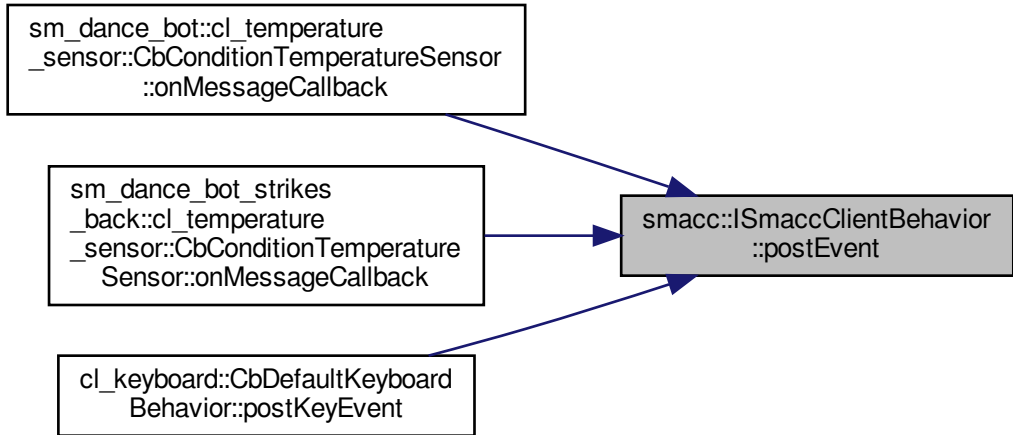 sm_dance_bot::cl_temperature
_sensor::CbConditionTemperatureSensor
::onMessageCallback
sm_dance_bot_strikes
_back::cl_temperature
_sensor::CbConditionTemperature
Sensor::onMessageCallback
cl_keyboard::CbDefaultKeyboard
Behavior::postKeyEvent
smacc::ISmaccClientBehavior
::postEvent